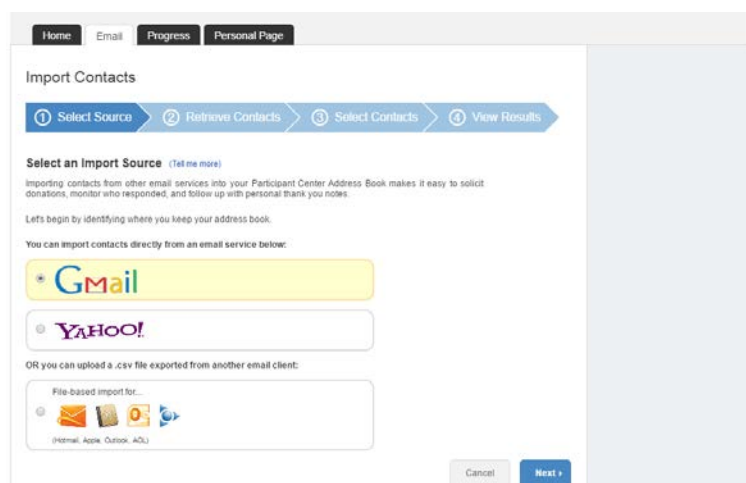 Home Email Progress Personal Page
Import Contacts
1 Select Source 2 Retrieve Contacts 3 Select Contacts 4 View Results
Select an Import Source (Tell me more)
Importing contacts from other email services into your Participant Center Address Book makes it easy to solicit
donations, monitor who responded, and follow up with personal thank you notes.
Let's begin by identifying where you keep your address book.
You can import contacts directly from an email service below:
Gmail
YAHOO!
OR you can upload a .csv file exported from another email client:
File-based import for...
(Hotmail, Apple, Outlook, AOL)
Cancel Next ›